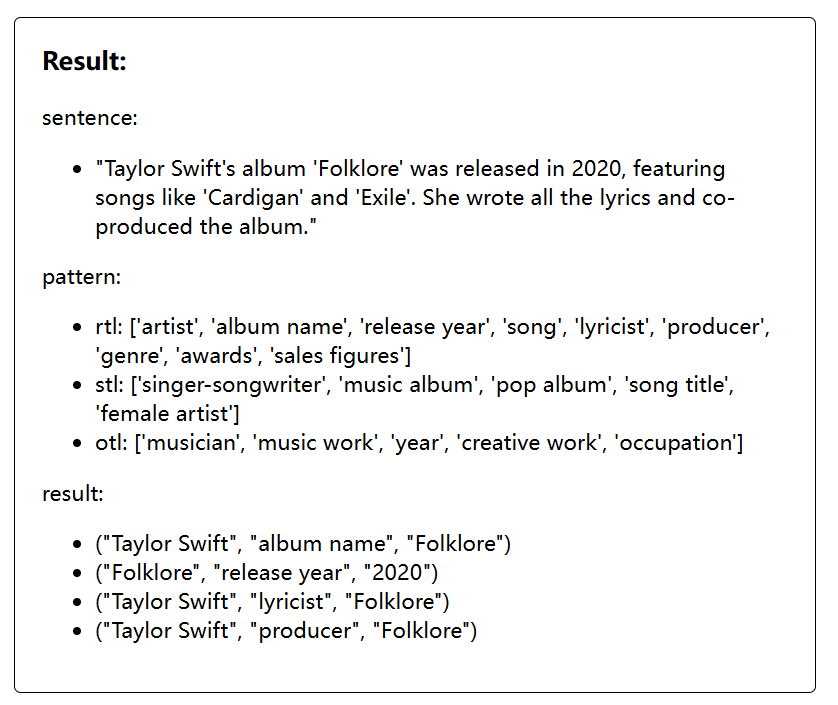 Result:
sentence:
• "Taylor Swift's album 'Folklore' was released in 2020, featuring
songs like 'Cardigan' and 'Exile'. She wrote all the lyrics and co-
produced the album."
pattern:
• rtl: ['artist', 'album name', 'release year', 'song', 'lyricist', 'producer',
'genre', 'awards', 'sales figures']
• stl: ['singer-songwriter', 'music album', 'pop album', 'song title',
'female artist']
• otl: ['musician', 'music work', 'year', 'creative work', 'occupation']
result:
• ("Taylor Swift", "album name", "Folklore")
• ("Folklore", "release year", "2020")
• ("Taylor Swift", "lyricist", "Folklore")
• ("Taylor Swift", "producer", "Folklore")